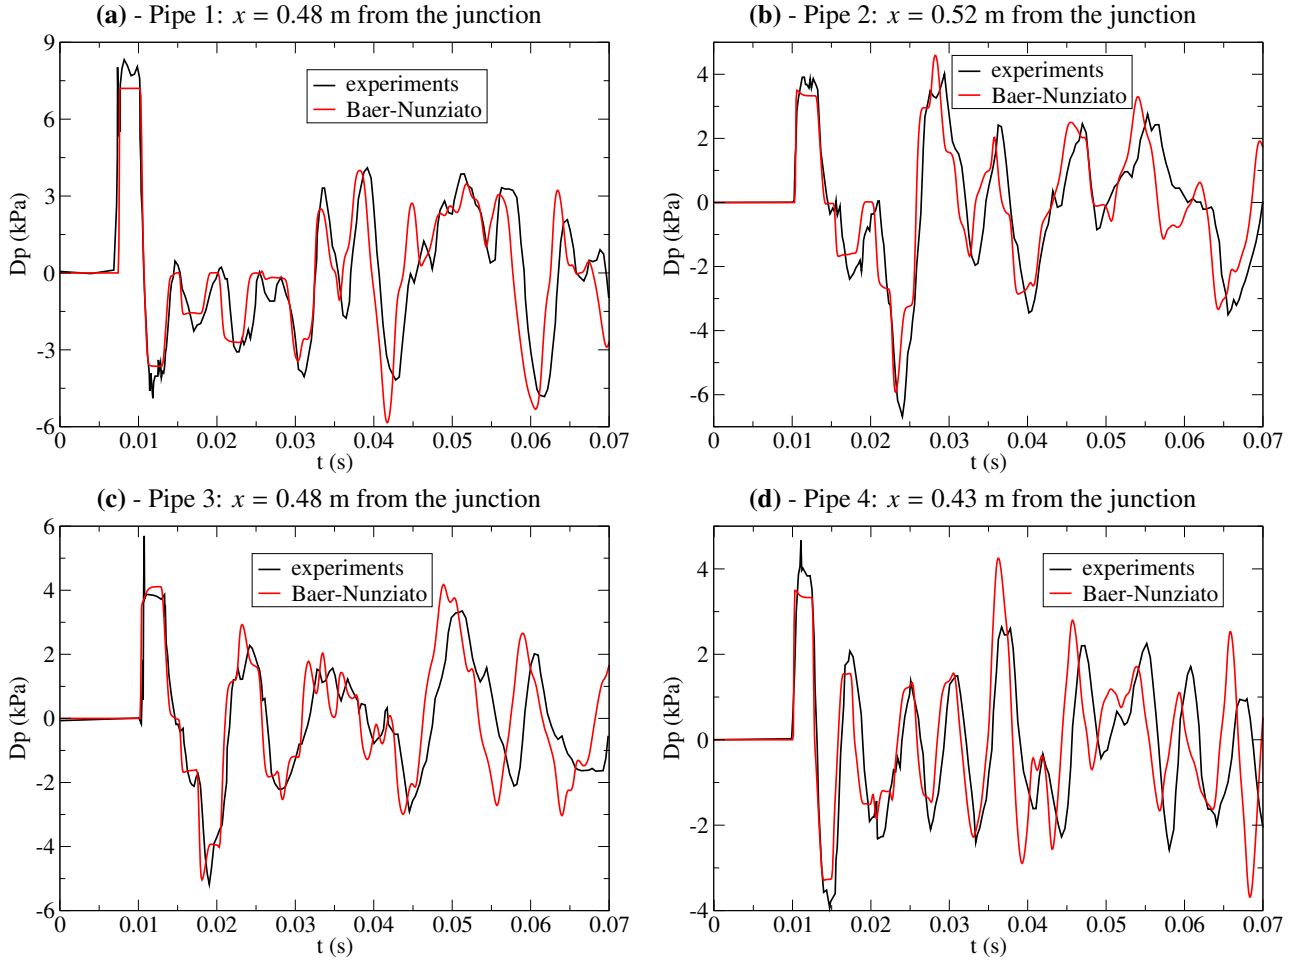 (a) - Pipe 1: x = 0.48 m from the junction
9
6
3
0
-3
-6
Dp (kPa)
experiments
Baer-Nunziato
0 0.01 0.02 0.03 0.04 0.05 0.06 0.07
t (s)
(b) - Pipe 2: x = 0.52 m from the junction
4
2
0
-2
-4
-6
Dp (kPa)
experiments
Baer-Nunziato
0 0.01 0.02 0.03 0.04 0.05 0.06 0.07
t (s)
(c) - Pipe 3: x = 0.48 m from the junction
6
4
2
0
-2
-4
-6
Dp (kPa)
experiments
Baer-Nunziato
0 0.01 0.02 0.03 0.04 0.05 0.06 0.07
t (s)
(d) - Pipe 4: x = 0.43 m from the junction
4
2
0
-2
-4
Dp (kPa)
experiments
Baer-Nunziato
0 0.01 0.02 0.03 0.04 0.05 0.06 0.07
t (s)